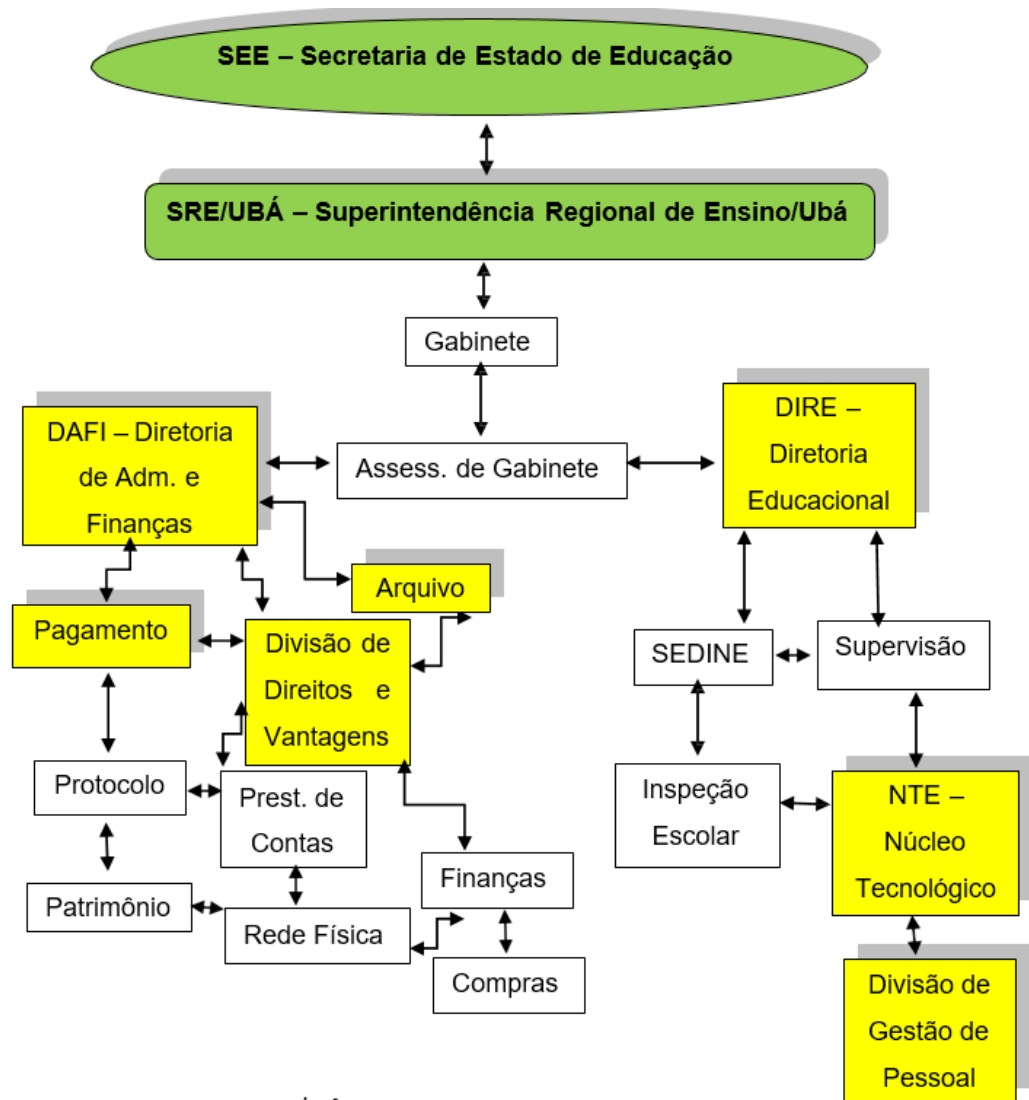 SEE – Secretaria de Estado de Educação
SRE/UBÁ – Superintendência Regional de Ensino/Ubá
Gabinete
DAFI – Diretoria
de Adm. e
Finanças
Assess. de Gabinete
DIRE –
Diretoria
Educacional
Arquivo
Pagamento
Divisão de
Direitos e
Vantagens
SEDINE
Supervisão
Protocolo
Prest. de
Contas
Inspeção
Escolar
NTE –
Núcleo
Tecnológico
Patrimônio
Rede Física
Finanças
Compras
Divisão de
Gestão de
Pessoal